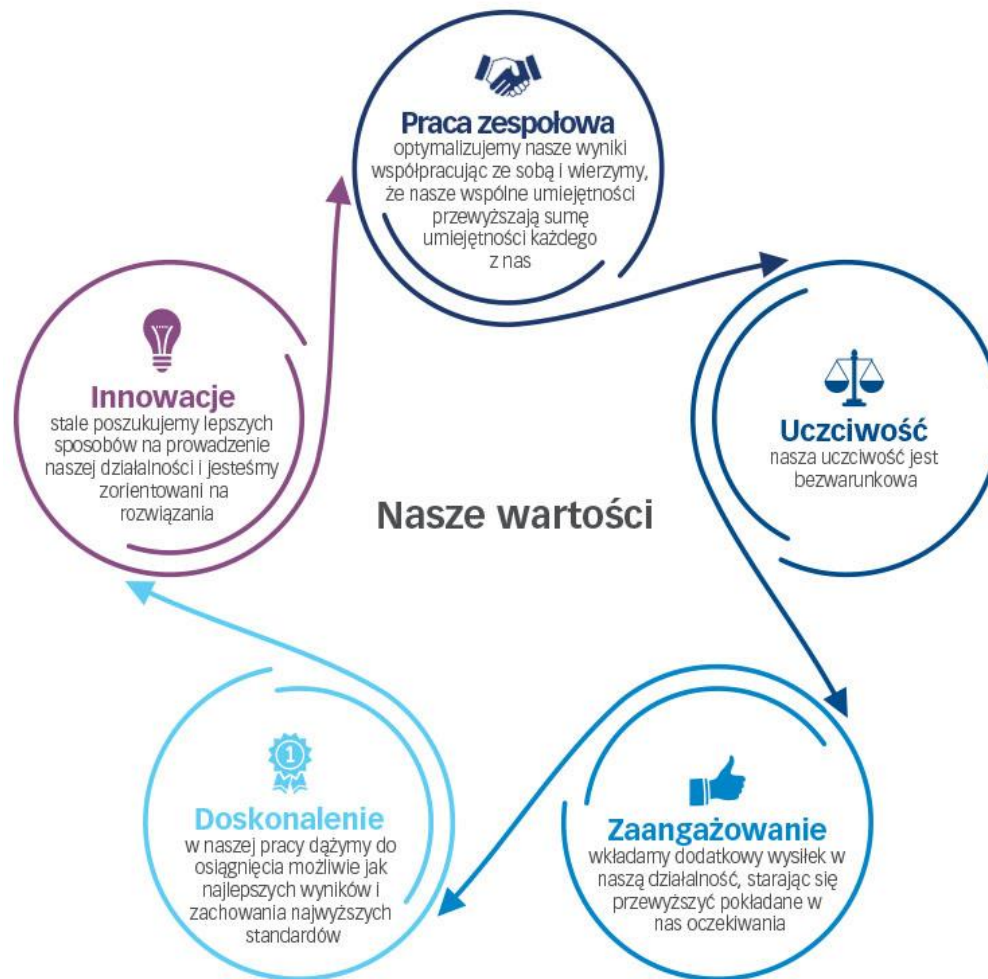 Praca zespołowa
optymalizujemy nasze wyniki
współpracując ze sobą i wierzymy,
że nasze wspólne umiejętności
przewyższają sumę
umiejętności każdego
z nas
Innowacje
stale poszukujemy lepszych
sposobów na prowadzenie
naszej działalności i jesteśmy
zorientowani na
rozwiązania
Uczciwość
nasza uczciwość jest
bezwarunkowa
Nasze wartości
1
Doskonalenie
w naszej pracy dążymy do
osiągnięcia możliwie jak
najlepszych wyników i
zachowania najwyższych
standardów
Zaangażowanie
wkładamy dodatkowy wysiłek w
naszą działalność, starając się
przewyższyć pokładane w
nas oczekiwania